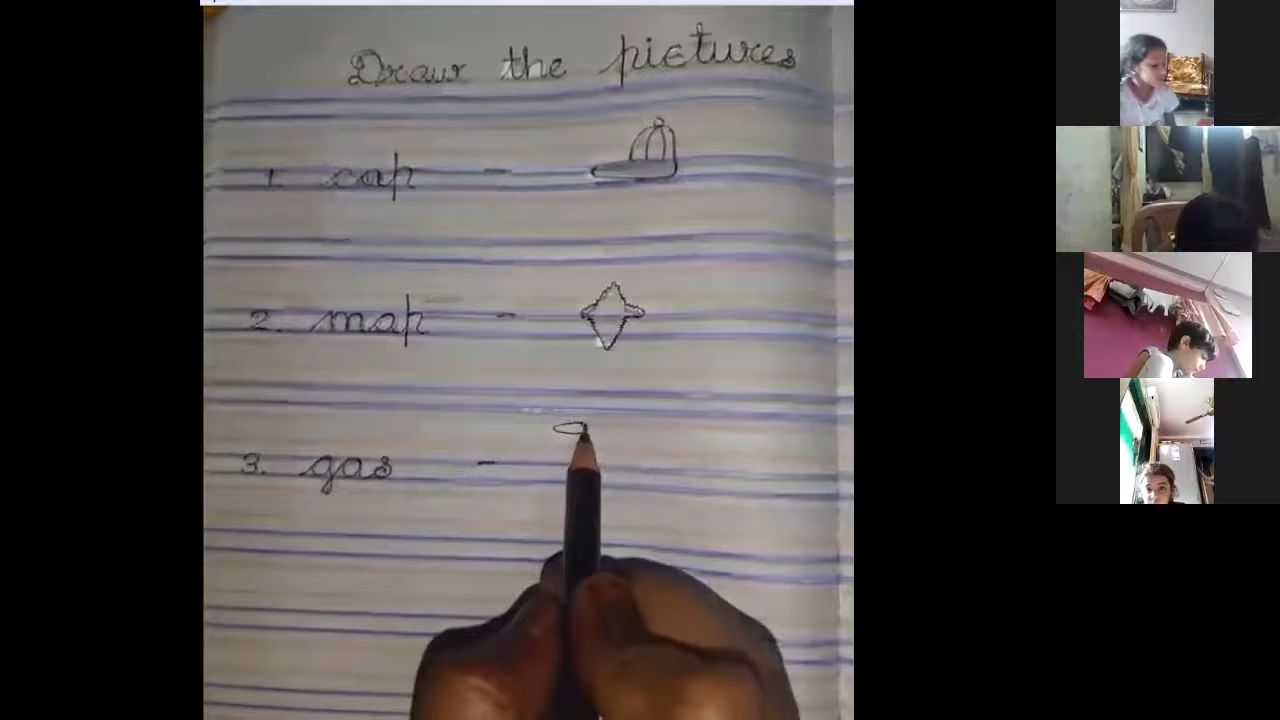 Draw the pictures
1. cap -
2. map -
3. gas -